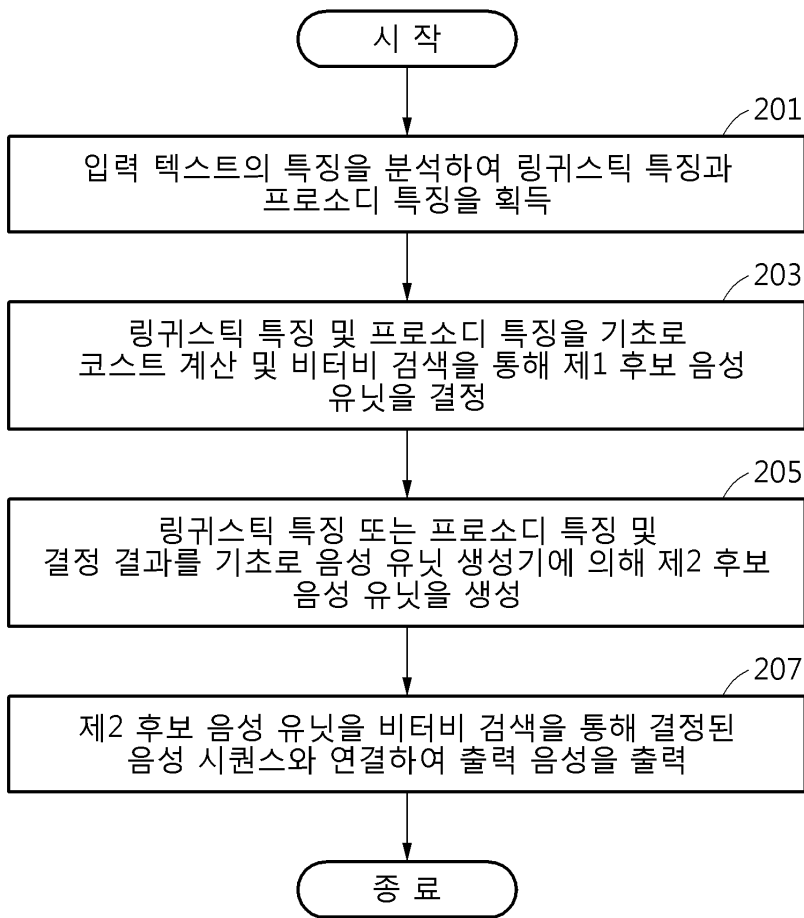 시 작
201
입력 텍스트의 특징을 분석하여 링귀스틱 특징과
프로소디 특징을 획득
203
링귀스틱 특징 및 프로소디 특징을 기초로
코스트 계산 및 비터비 검색을 통해 제1 후보 음성
유닛을 결정
205
링귀스틱 특징 또는 프로소디 특징 및
결정 결과를 기초로 음성 유닛 생성기에 의해 제2 후보
음성 유닛을 생성
207
제2 후보 음성 유닛을 비터비 검색을 통해 결정된
음성 시퀀스와 연결하여 출력 음성을 출력
종 료